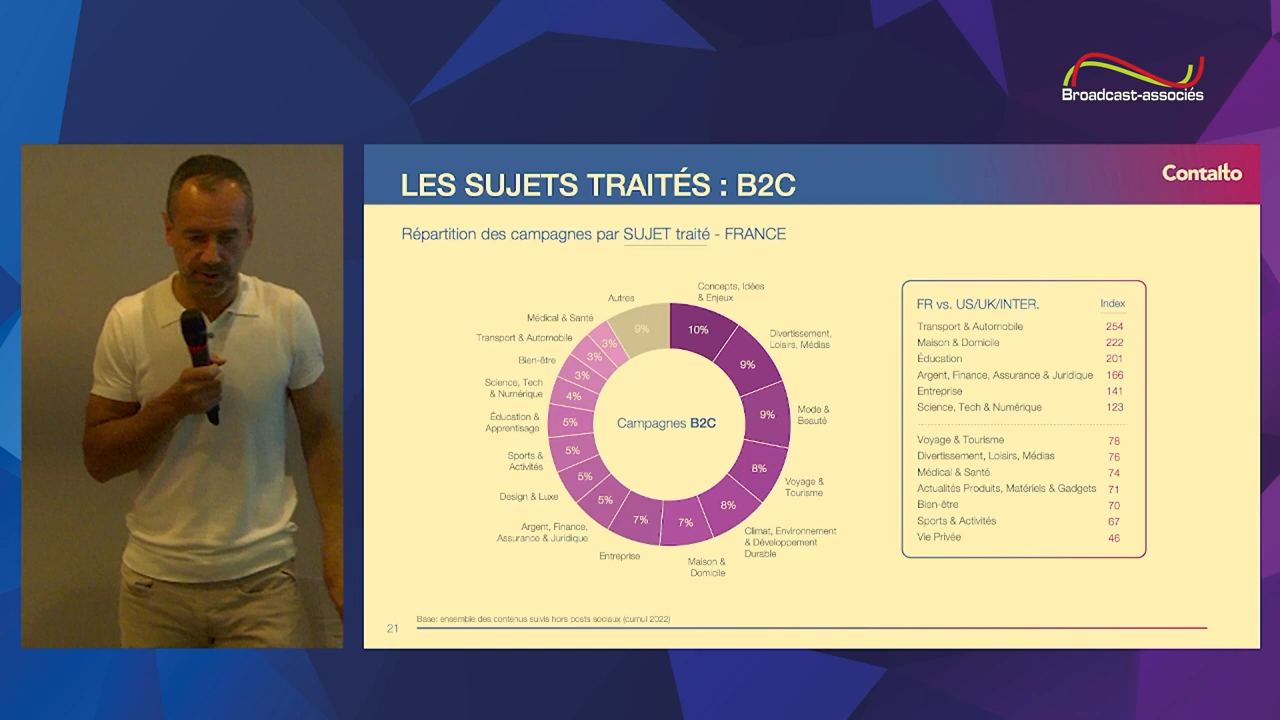 Broadcast-associés
LES SUJETS TRAITÉS : B2C
Contalto
Répartition des campagnes par SUJET traité - FRANCE
Concepts, Idées
& Enjeux
10%
Divertissement,
Loisirs, Médias
9%
Mode &
Beauté
9%
Voyage &
Tourisme
8%
Climat, Environnement
& Développement
Durable
8%
Maison &
Domicile
7%
Entreprise
7%
Argent, Finance,
Assurance & Juridique
5%
Design & Luxe
5%
Sports &
Activités
5%
Éducation &
Apprentisage
5%
Science, Tech
& Numérique
4%
Bien-être
3%
Transport & Automobile
3%
Médical & Santé
3%
Autres
9%
Campagnes B2C
FR vs. US/UK/INTER. Index
Transport & Automobile 254
Maison & Domicile 222
Éducation 201
Argent, Finance, Assurance & Juridique 166
Entreprise 141
Science, Tech & Numérique 123
Voyage & Tourisme 78
Divertissement, Loisirs, Médias 76
Médical & Santé 74
Actualités Produits, Matériels & Gadgets 71
Bien-être 70
Sports & Activités 67
Vie Privée 46
Base: ensemble des contenus suivis hors posts sociaux (cumul 2022)
21